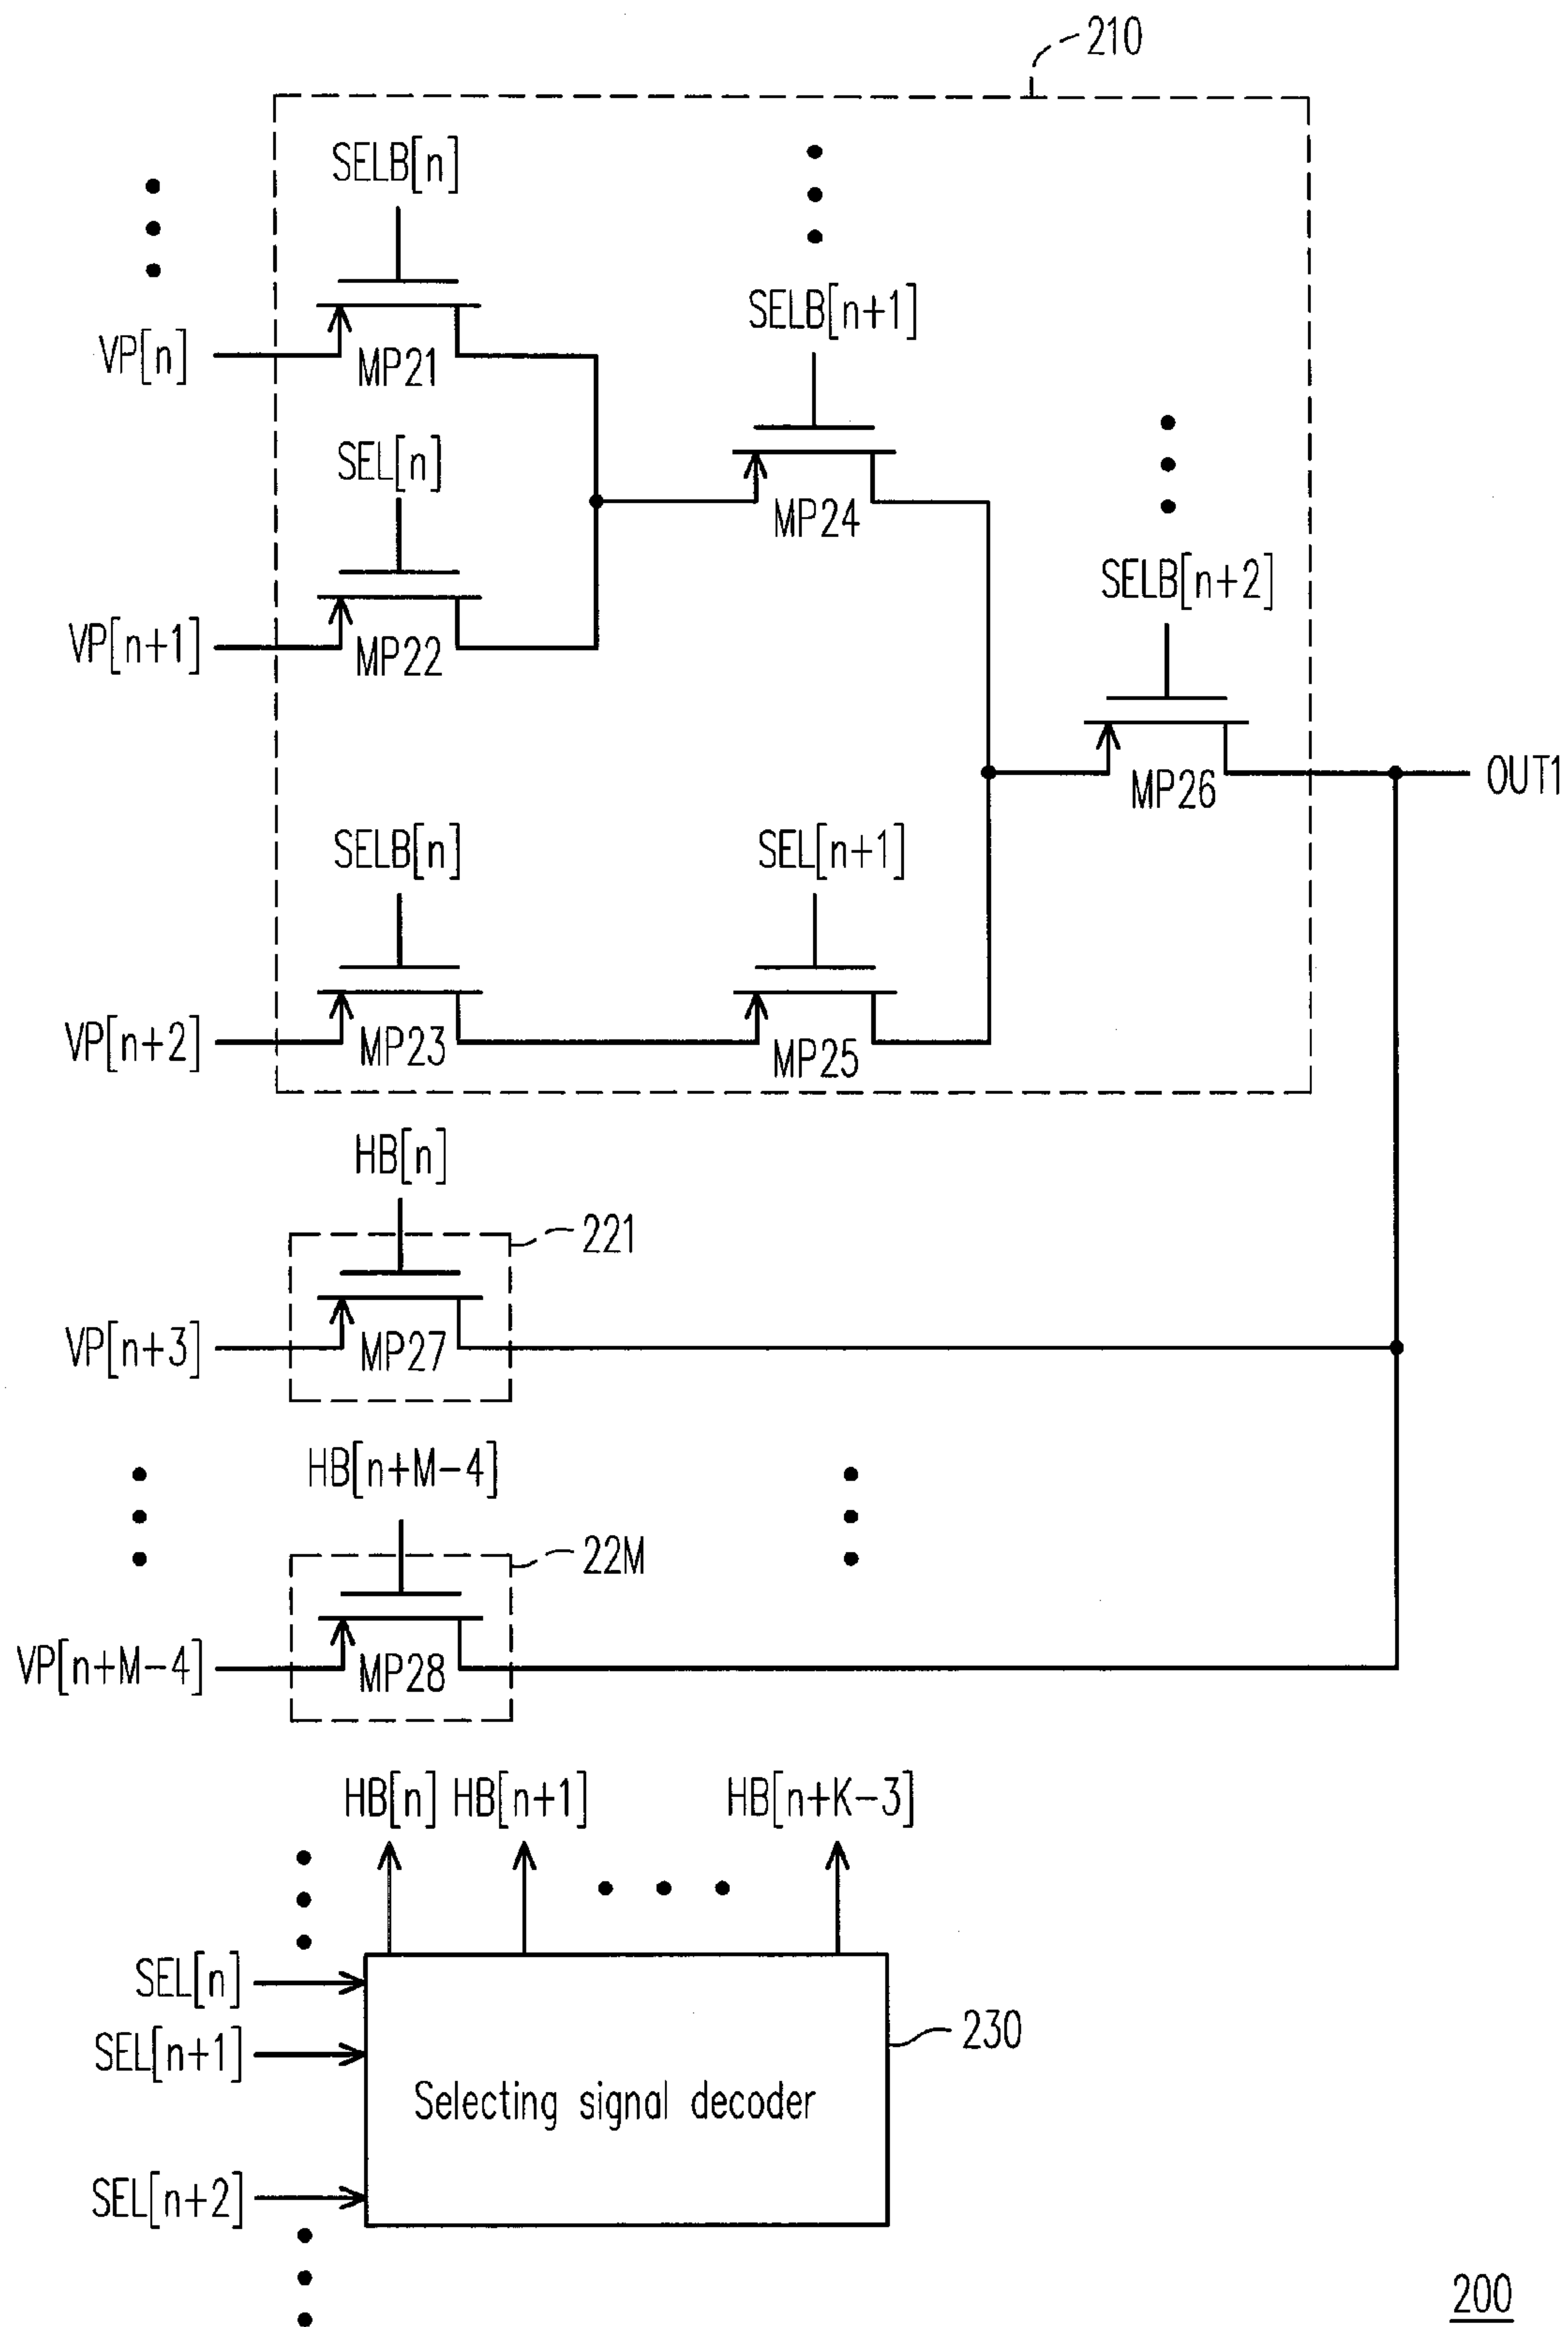 210
SELB[n]
VP[n]
MP21
SELB[n+1]
SEL[n]
MP24
VP[n+1]
MP22
SELB[n+2]
MP26
OUT1
SELB[n]
SEL[n+1]
VP[n+2]
MP23
MP25
HB[n]
221
VP[n+3]
MP27
HB[n+M-4]
22M
VP[n+M-4]
MP28
HB[n] HB[n+1] HB[n+K-3]
SEL[n]
SEL[n+1]
230
Selecting signal decoder
SEL[n+2]
200